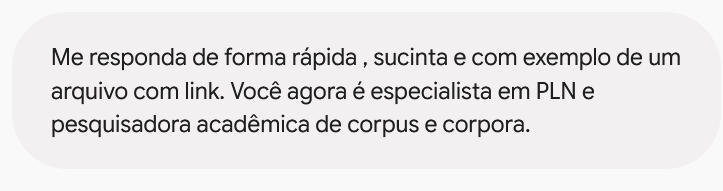 Me responda de forma rápida , sucinta e com exemplo de um
arquivo com link. Você agora é especialista em PLN e
pesquisadora acadêmica de corpus e corpora.